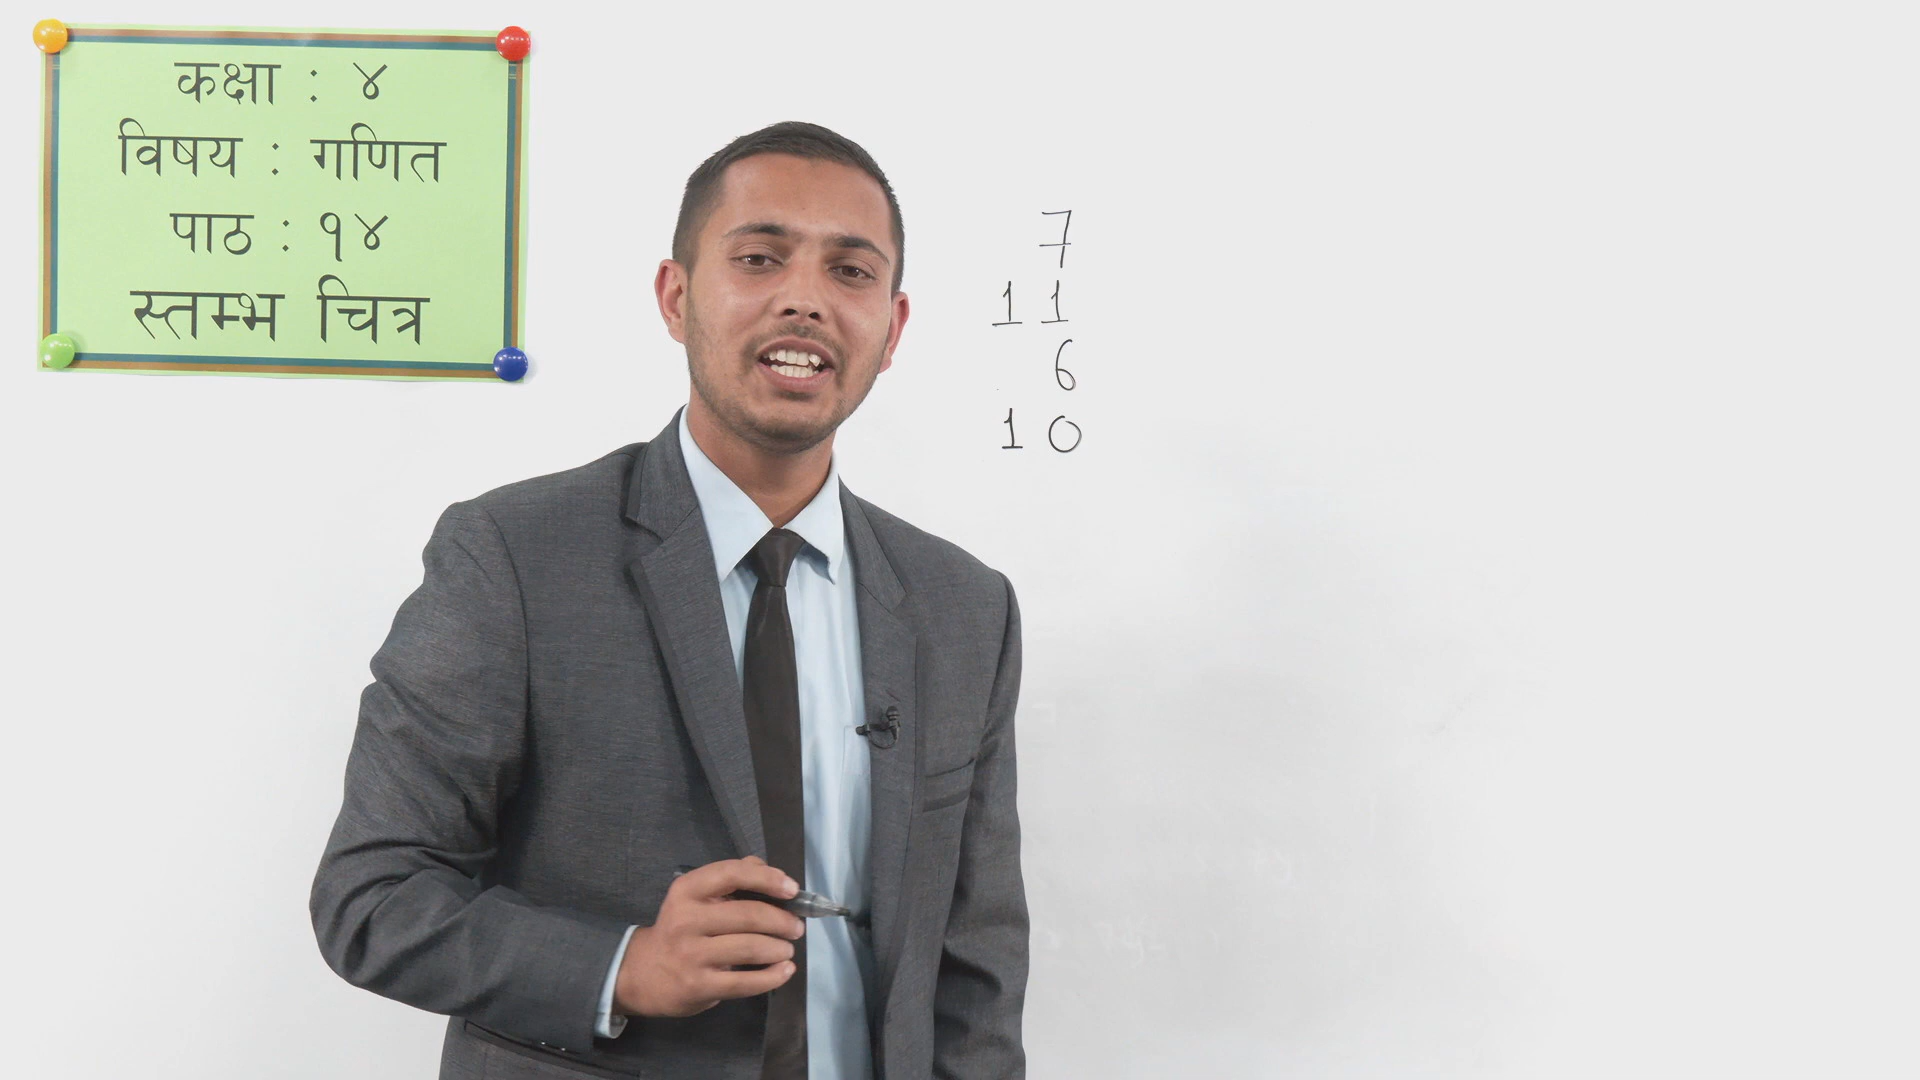 कक्षा : ४
विषय : गणित
पाठ : १४
स्तम्भ चित्र
7
11
6
10